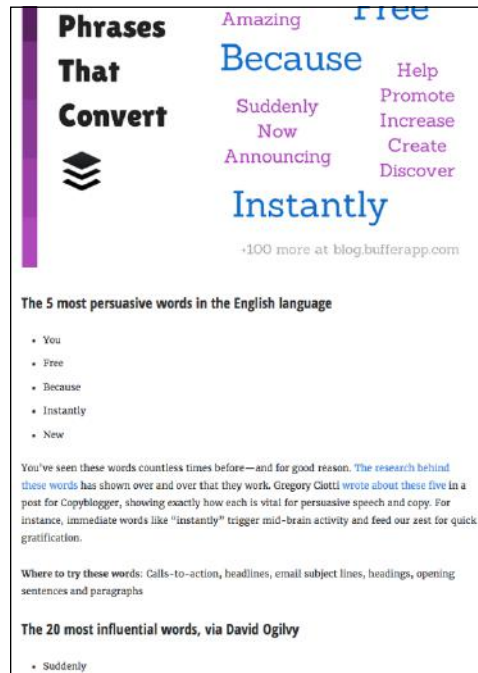 Phrases
That
Convert
Amazing
Free
Because
Suddenly
Now
Announcing
Help
Promote
Increase
Create
Discover
Instantly
+100 more at blog.bufferapp.com
The 5 most persuasive words in the English language
• You
• Free
• Because
• Instantly
• New
You've seen these words countless times before—and for good reason. The research behind
these words has shown over and over that they work. Gregory Ciotti wrote about these five in a
post for Copyblogger, showing exactly how each is vital for persuasive speech and copy. For
instance, immediate words like “instantly” trigger mid-brain activity and feed our zest for quick
gratification.
Where to try these words: Calls-to-action, headlines, email subject lines, headings, opening
sentences and paragraphs
The 20 most influential words, via David Ogilvy
• Suddenly